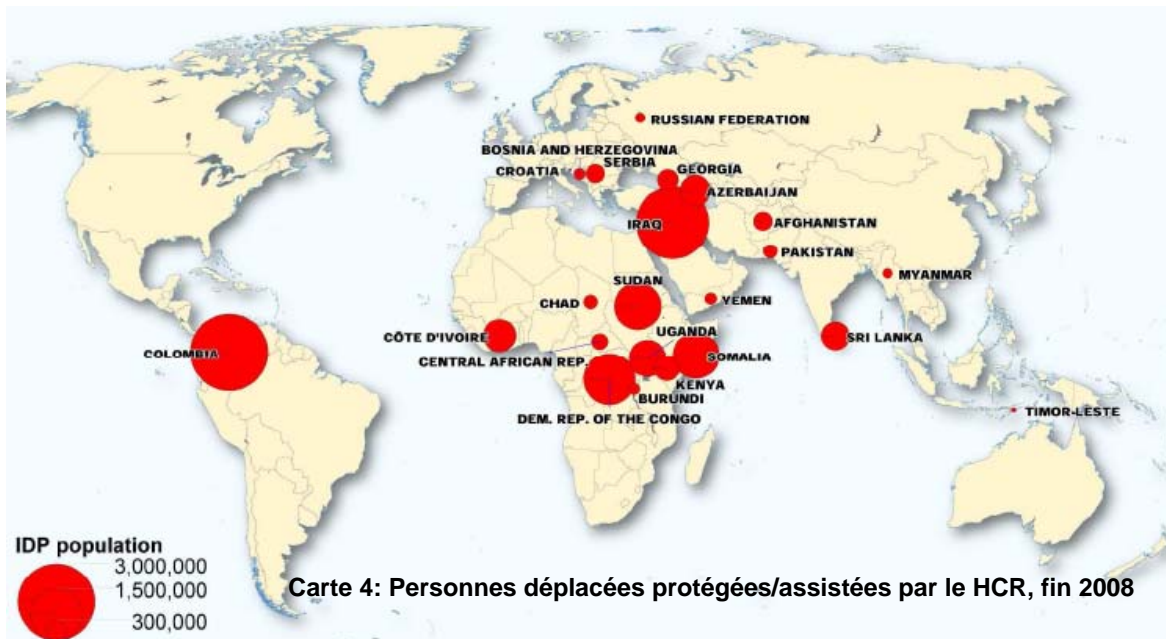 RUSSIAN FEDERATION
BOSNIA AND HERZEGOVINA
SERBIA
CROATIA
GEORGIA
AZERBAIJAN
IRAQ
AFGHANISTAN
PAKISTAN
MYANMAR
SUDAN
CHAD
YEMEN
CÔTE D'IVOIRE
UGANDA
SRI LANKA
COLOMBIA
CENTRAL AFRICAN REP.
SOMALIA
KENYA
BURUNDI
DEM. REP. OF THE CONGO
TIMOR-LESTE
IDP population
3,000,000
1,500,000
300,000
Carte 4: Personnes déplacées protégées/assistées par le HCR, fin 2008